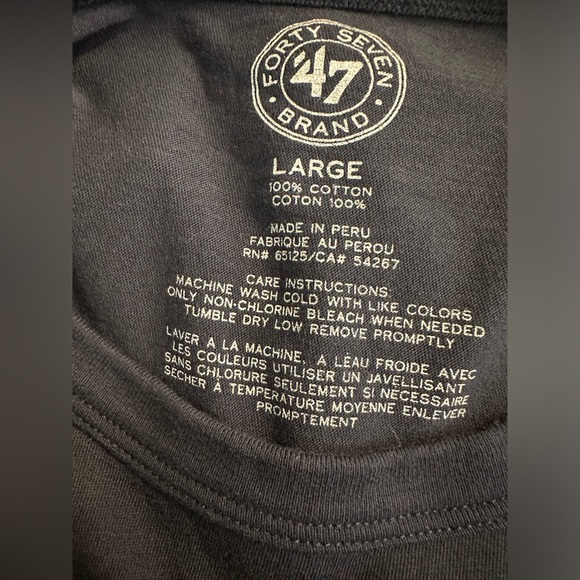 FORTY SEVEN
'47
BRAND
LARGE
100% COTTON
COTON 100%
MADE IN PERU
FABRIQUE AU PEROU
RN# 65125/CA# 54267
CARE INSTRUCTIONS:
MACHINE WASH COLD WITH LIKE COLORS
ONLY NON-CHLORINE BLEACH WHEN NEEDED
TUMBLE DRY LOW REMOVE PROMPTLY
LAVER A LA MACHINE, A LEAU FROIDE AVEC
LES COULEURS UTILISER UN JAVELLISANT
SANS CHLORURE SEULEMENT SI NECESSAIRE
SECHER À TEMPERATURE MOYENNE ENLEVER
PROMPTEMENT